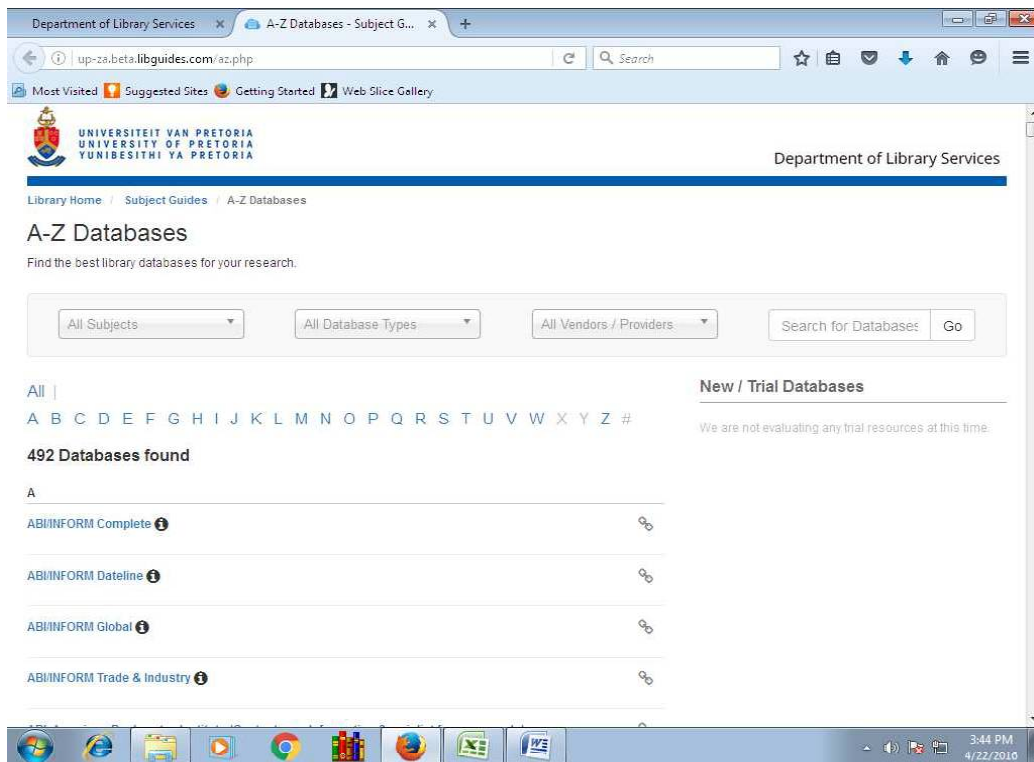 Department of Library Services
A-Z Databases - Subject G...
up-za.beta.libguides.com/az.php
Search
Most Visited Suggested Sites Getting Started Web Slice Gallery
UNIVERSITEIT VAN PRETORIA
UNIVERSITY OF PRETORIA
YUNIBESITHI YA PRETORIA
Department of Library Services
Library Home / Subject Guides / A-Z Databases
A-Z Databases
Find the best library databases for your research.
All Subjects All Database Types All Vendors / Providers Search for Databases Go
All |
A B C D E F G H I J K L M N O P Q R S T U V W X Y Z #
492 Databases found
A
ABI/INFORM Complete
ABI/INFORM Dateline
ABI/INFORM Global
ABI/INFORM Trade & Industry
New / Trial Databases
We are not evaluating any trial resources at this time.
3:44 PM
4/22/2016